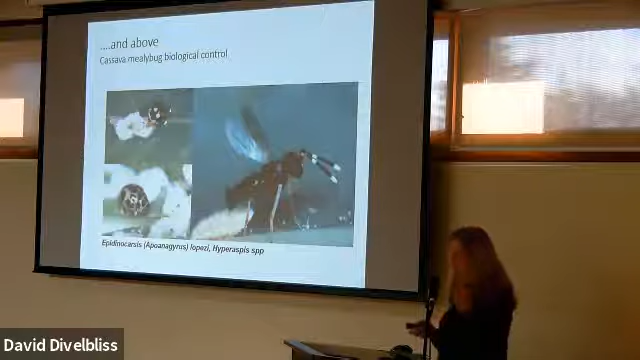 ....and above
Cassava mealybug biological control
Epidinocarsis (Apoanagyrus) lopezi, Hyperaspis spp
David Divelbliss